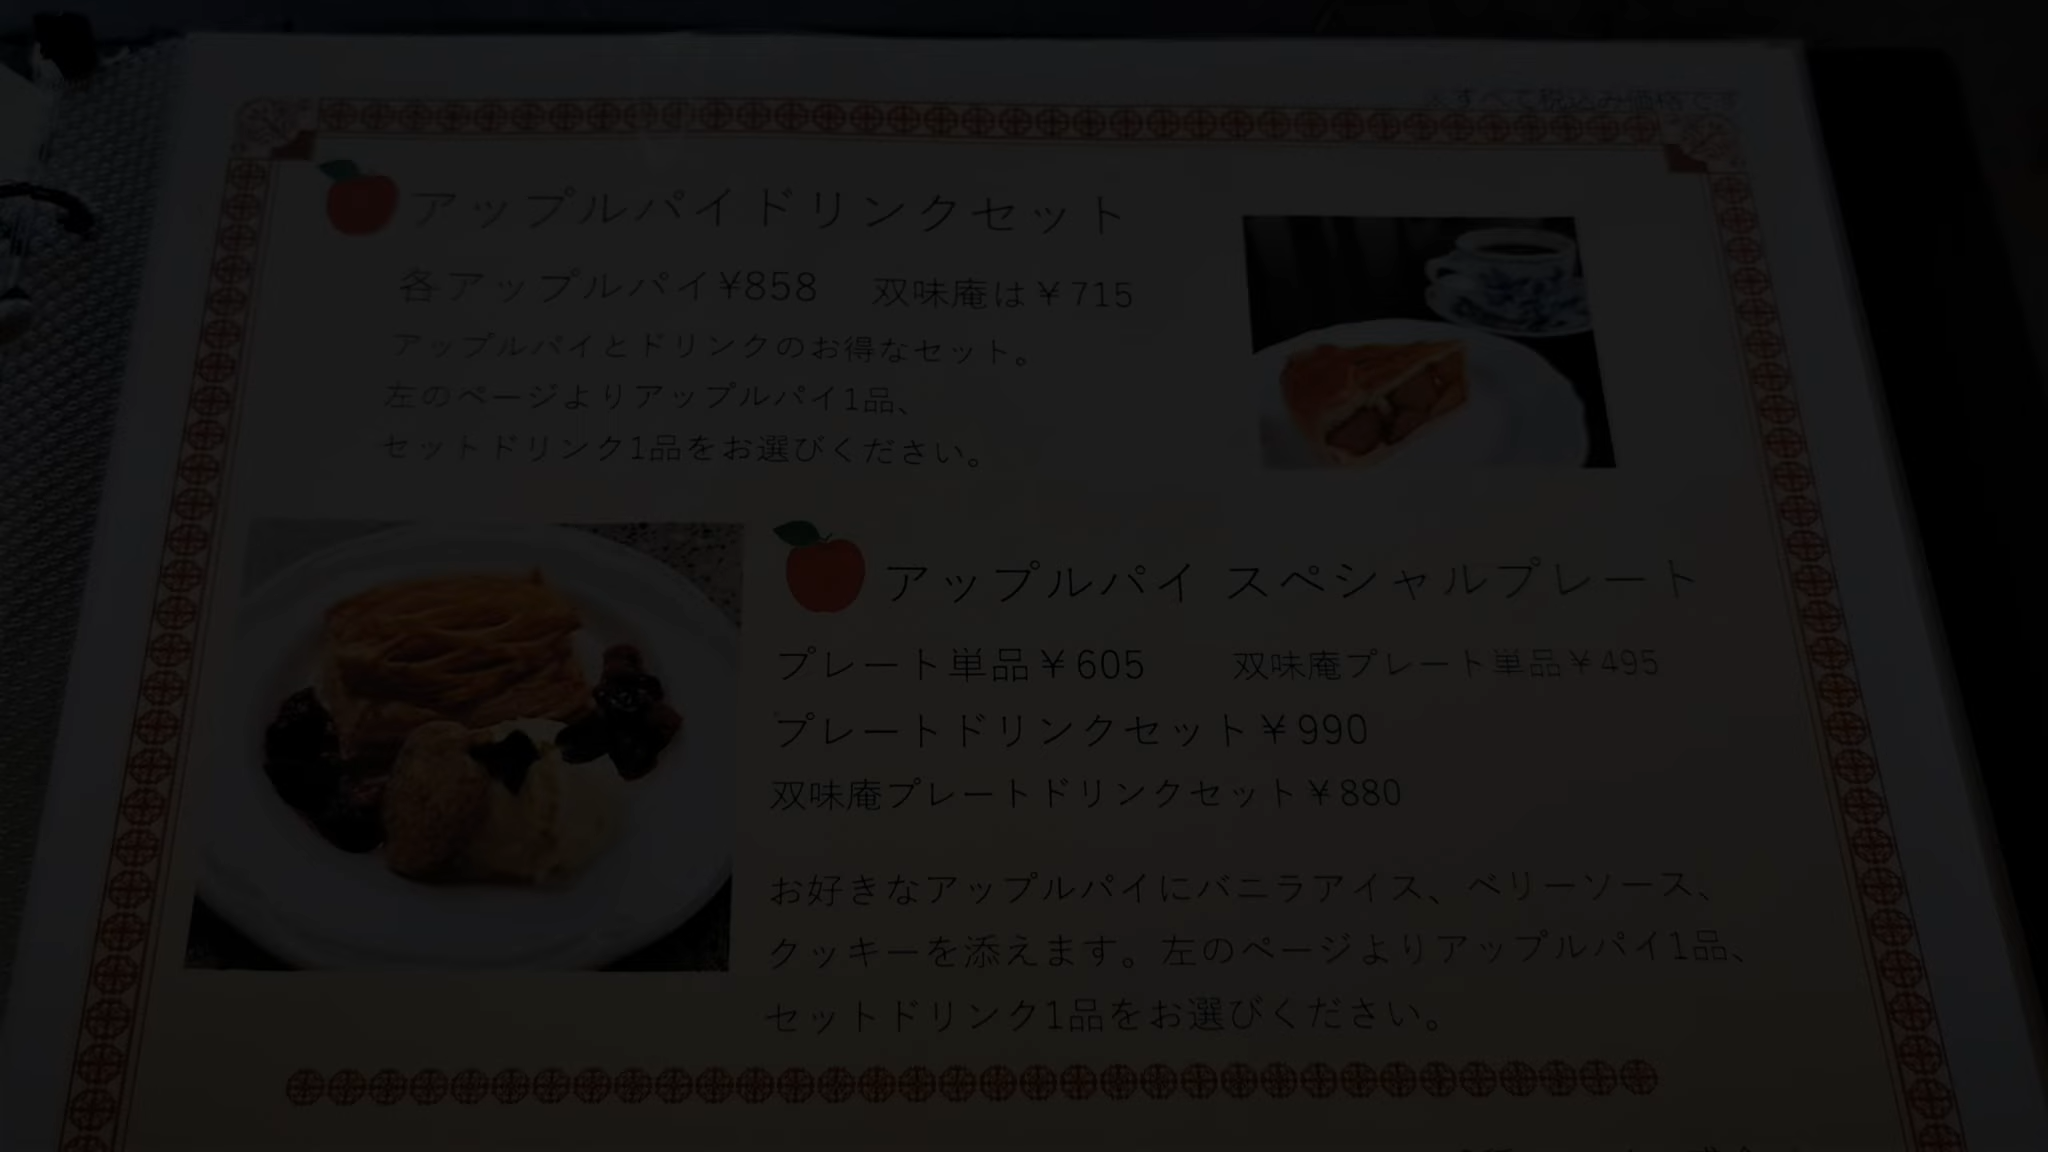 ※すべて税込み価格です
アップルパイドリンクセット
各アップルパイ¥858　双味庵は¥715
アップルパイとドリンクのお得なセット。
左のページよりアップルパイ1品、
セットドリンク1品をお選びください。
アップルパイ スペシャルプレート
プレート単品¥605　双味庵プレート単品¥495
プレートドリンクセット¥990
双味庵プレートドリンクセット¥880
お好きなアップルパイにバニラアイス、ベリーソース、
クッキーを添えます。左のページよりアップルパイ1品、
セットドリンク1品をお選びください。